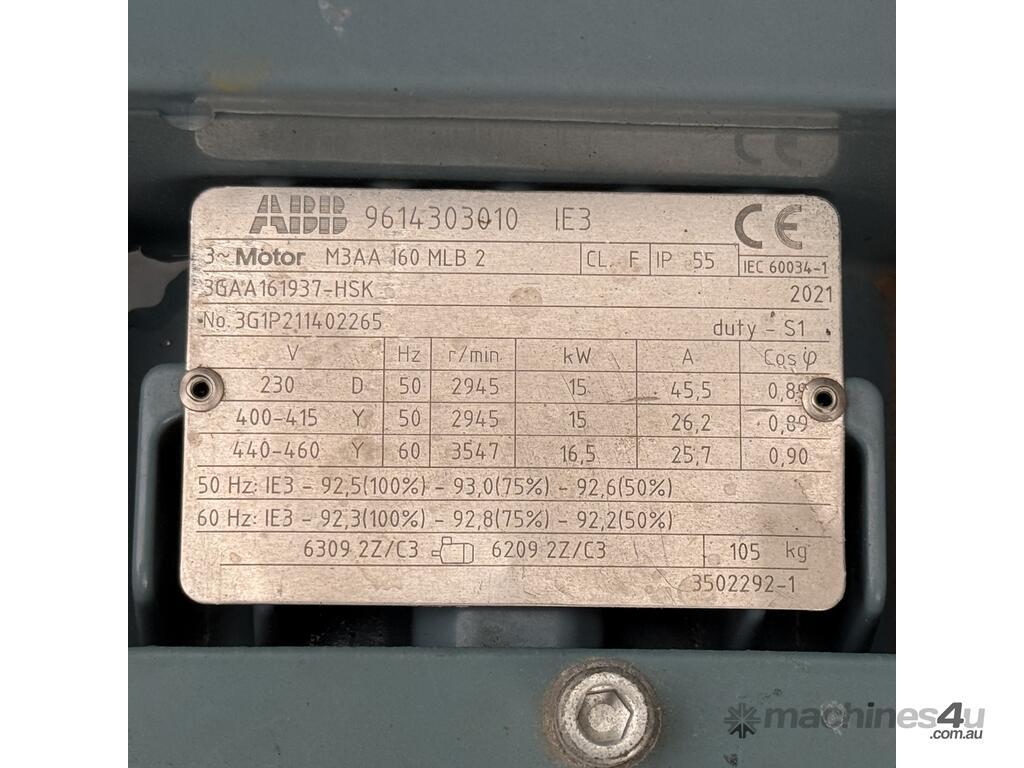 CE
ABB 9614303010 IE3 CE
3~ Motor M3AA 160 MLB 2 CL. F IP 55 IEC 60034-1
3GAA161937-HSK 2021
No. 3G1P211402265 duty - S1
V Hz r/min kW A Cos φ
230 D 50 2945 15 45,5 0,89
400-415 Y 50 2945 15 26,2 0,89
440-460 Y 60 3547 16,5 25,7 0,90
50 Hz: IE3 - 92,5(100%) - 93,0(75%) - 92,6(50%)
60 Hz: IE3 - 92,3(100%) - 92,8(75%) - 92,2(50%)
6309 2Z/C3 6209 2Z/C3 105 kg
3502292-1
machines4u
.com.au